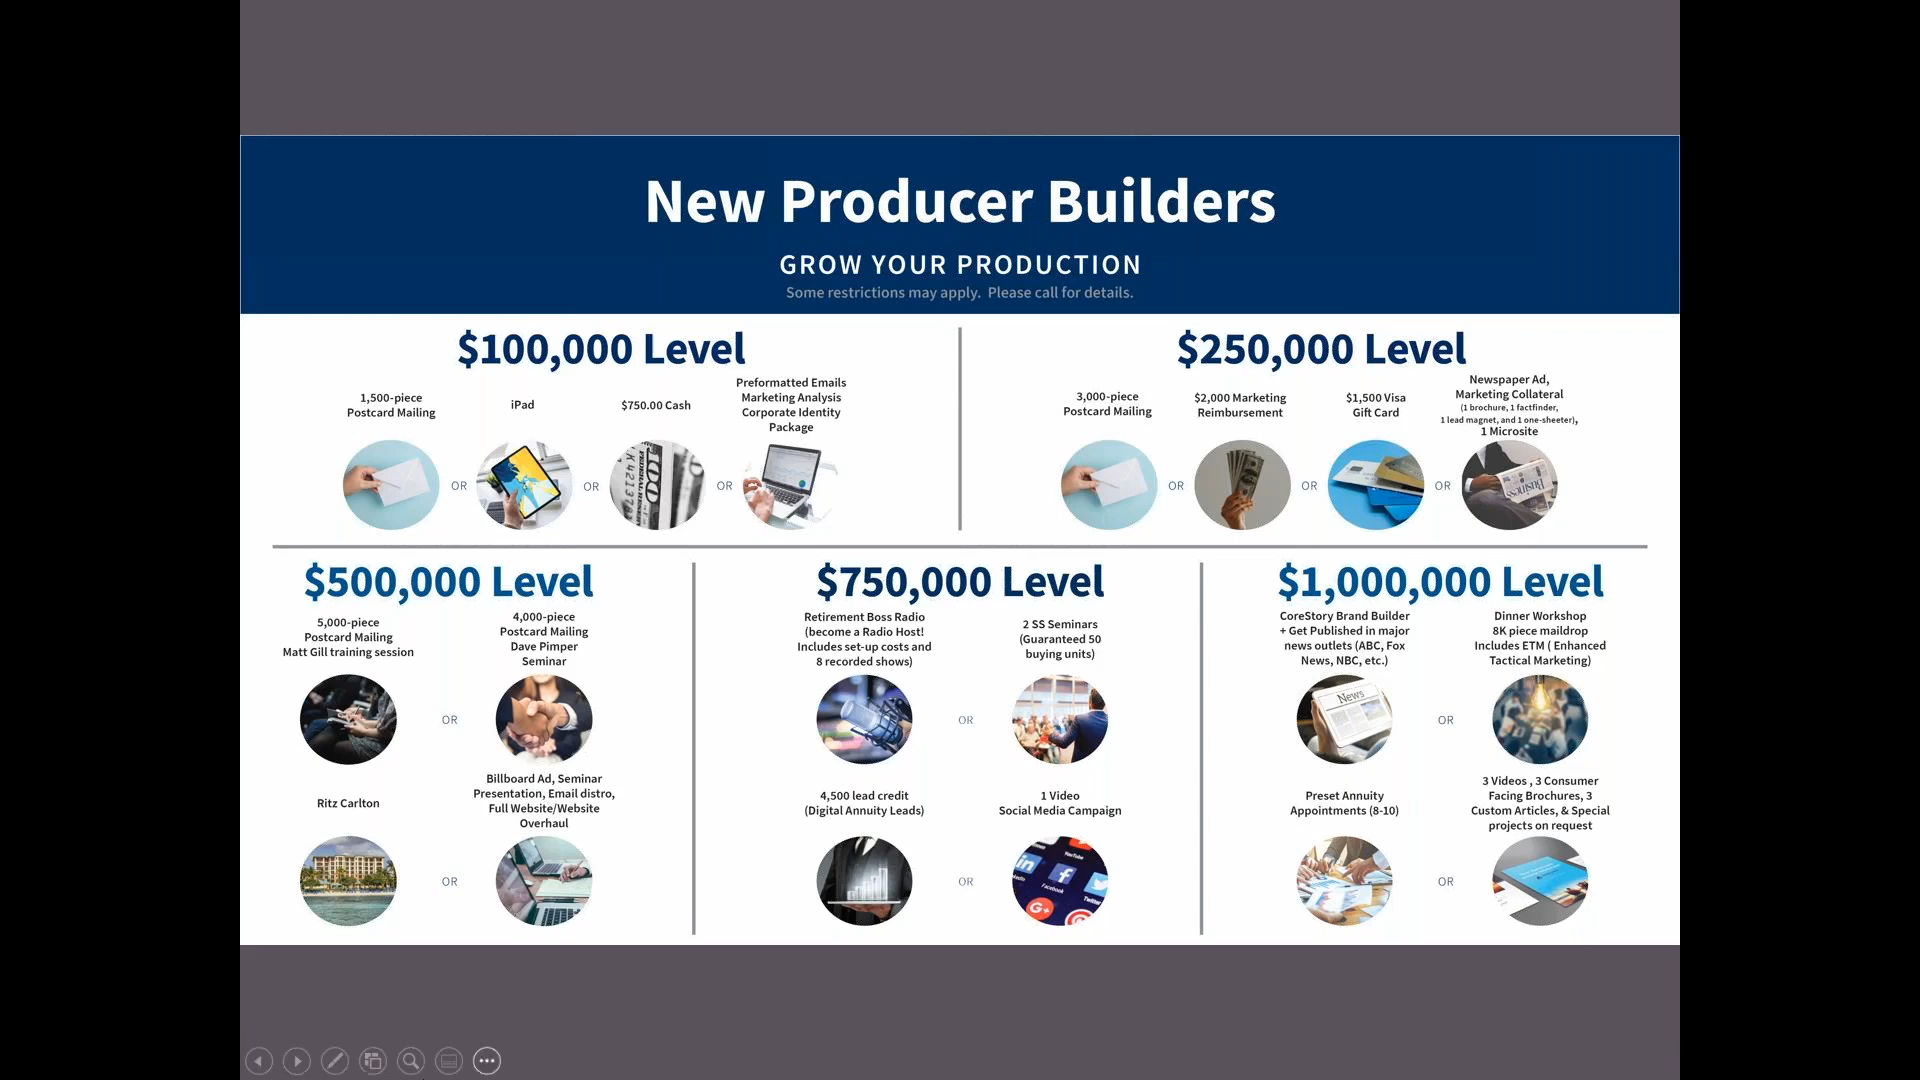 New Producer Builders
GROW YOUR PRODUCTION
Some restrictions may apply. Please call for details.
$100,000 Level
1,500-piece
Postcard Mailing
OR
iPad
OR
$750.00 Cash
OR
Preformatted Emails
Marketing Analysis
Corporate Identity
Package
$250,000 Level
3,000-piece
Postcard Mailing
OR
$2,000 Marketing
Reimbursement
OR
$1,500 Visa
Gift Card
OR
Newspaper Ad,
Marketing Collateral
(1 brochure, 1 factfinder,
1 lead magnet, and 1 one-sheeter),
1 Microsite
Business
$500,000 Level
5,000-piece
Postcard Mailing
Matt Gill training session
OR
4,000-piece
Postcard Mailing
Dave Pimper
Seminar
Ritz Carlton
OR
Billboard Ad, Seminar
Presentation, Email distro,
Full Website/Website
Overhaul
$750,000 Level
Retirement Boss Radio
(become a Radio Host!
Includes set-up costs and
8 recorded shows)
OR
2 SS Seminars
(Guaranteed 50
buying units)
4,500 lead credit
(Digital Annuity Leads)
OR
1 Video
Social Media Campaign
YouTube
Facebook
Twitter
$1,000,000 Level
CoreStory Brand Builder
+ Get Published in major
news outlets (ABC, Fox
News, NBC, etc.)
News
OR
Dinner Workshop
8K piece maildrop
Includes ETM ( Enhanced
Tactical Marketing)
Preset Annuity
Appointments (8-10)
OR
3 Videos , 3 Consumer
Facing Brochures, 3
Custom Articles, & Special
projects on request